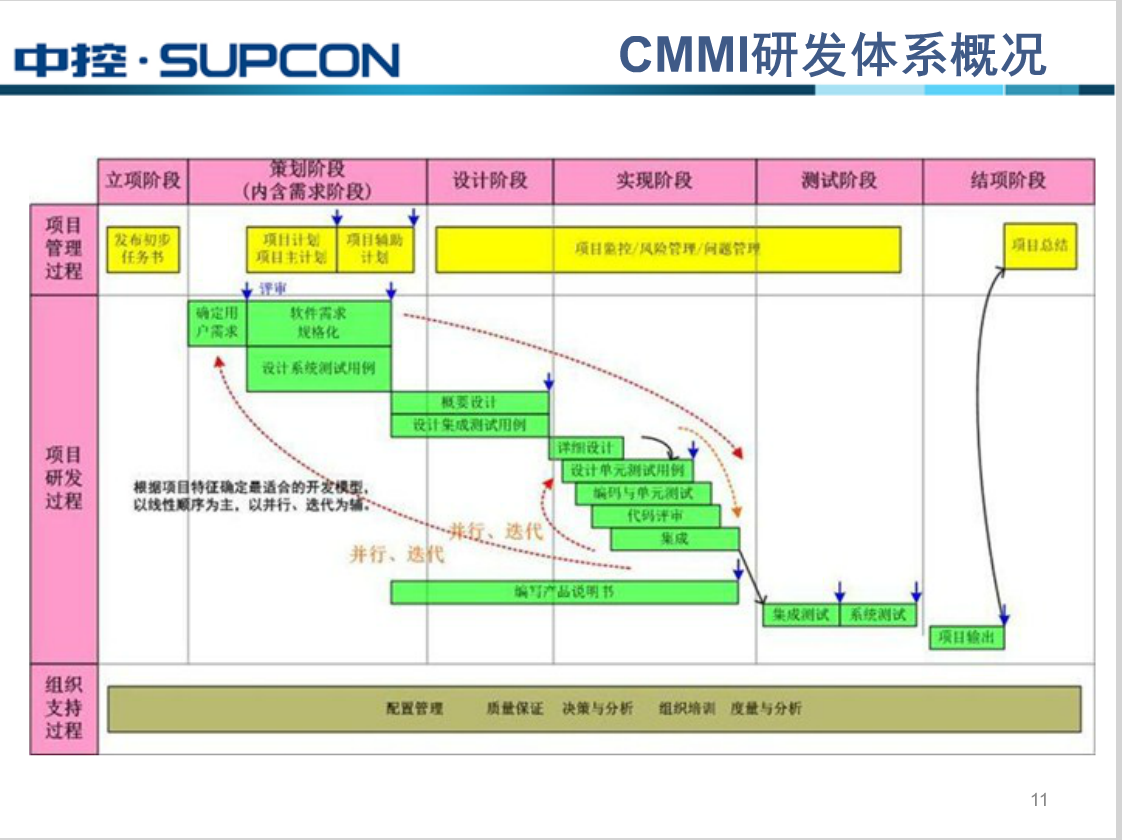 中控·SUPCON
CMMI研发体系概况
立项阶段
策划阶段
(内含需求阶段)
设计阶段
实现阶段
测试阶段
结项阶段
项目
管理
过程
发布初步
任务书
项目计划
项目主计划
项目辅助
计划
项目监控/风险管理/问题管理
项目总结
评审
项目
研发
过程
确定用
户需求
软件需求
规格化
设计系统测试用例
概要设计
设计集成测试用例
详细设计
设计单元测试用例
编码与单元测试
代码评审
集成
根据项目特征确定最适合的开发模型，
以线性顺序为主，以并行、迭代为辅。
并行、迭代
并行、迭代
编写产品说明书
集成测试
系统测试
项目输出
组织
支持
过程
配置管理 质量保证 决策与分析 组织培训 度量与分析
11